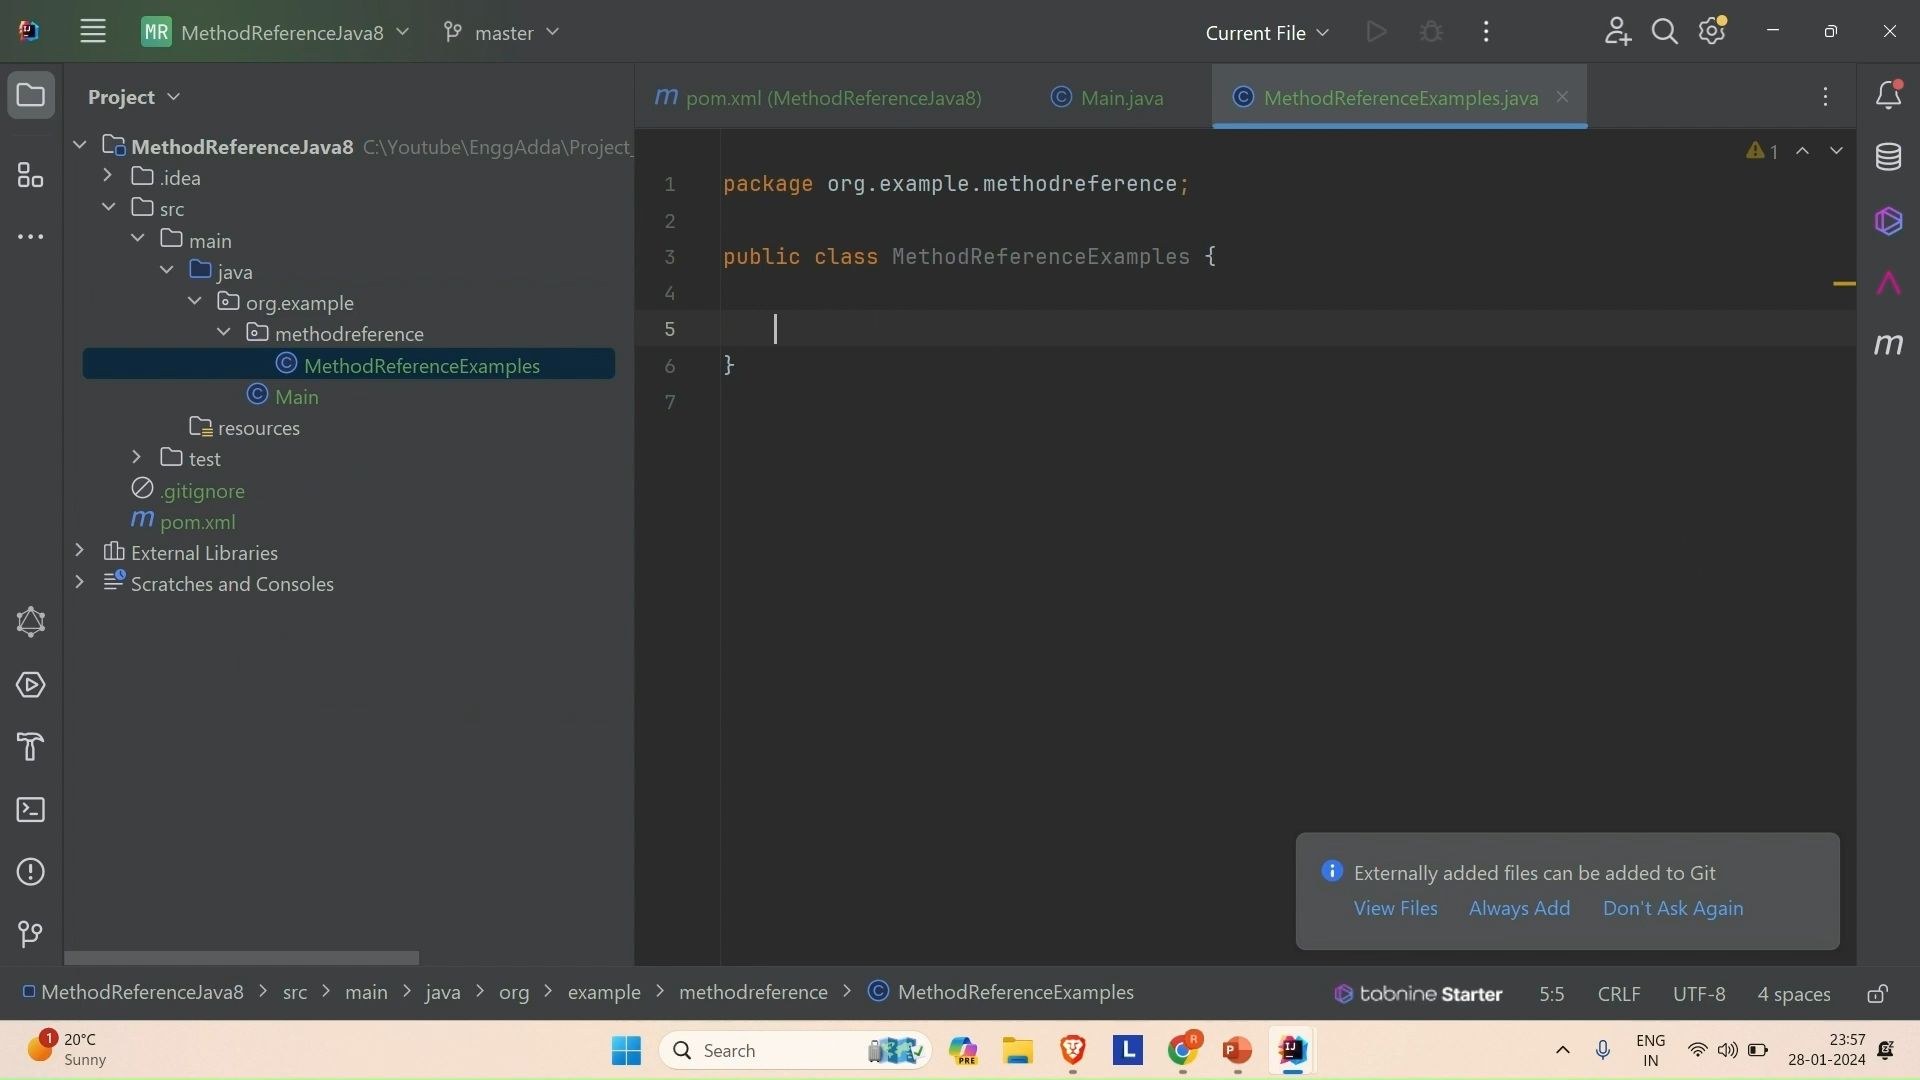 MR MethodReferenceJava8 master Current File
Project
pom.xml (MethodReferenceJava8) Main.java MethodReferenceExamples.java
MethodReferenceJava8 C:\Youtube\EnggAdda\Project_
.idea
src
main
java
org.example
methodreference
MethodReferenceExamples
Main
resources
test
.gitignore
pom.xml
External Libraries
Scratches and Consoles
1
1 package org.example.methodreference;
2
3 public class MethodReferenceExamples {
4
5
6 }
7
Externally added files can be added to Git
View Files Always Add Don't Ask Again
MethodReferenceJava8 > src > main > java > org > example > methodreference > MethodReferenceExamples
tabnine Starter 5:5 CRLF UTF-8 4 spaces
1
20°C
Sunny
Search
PRE
L
R
P
IJ
ENG
IN
23:57
28-01-2024